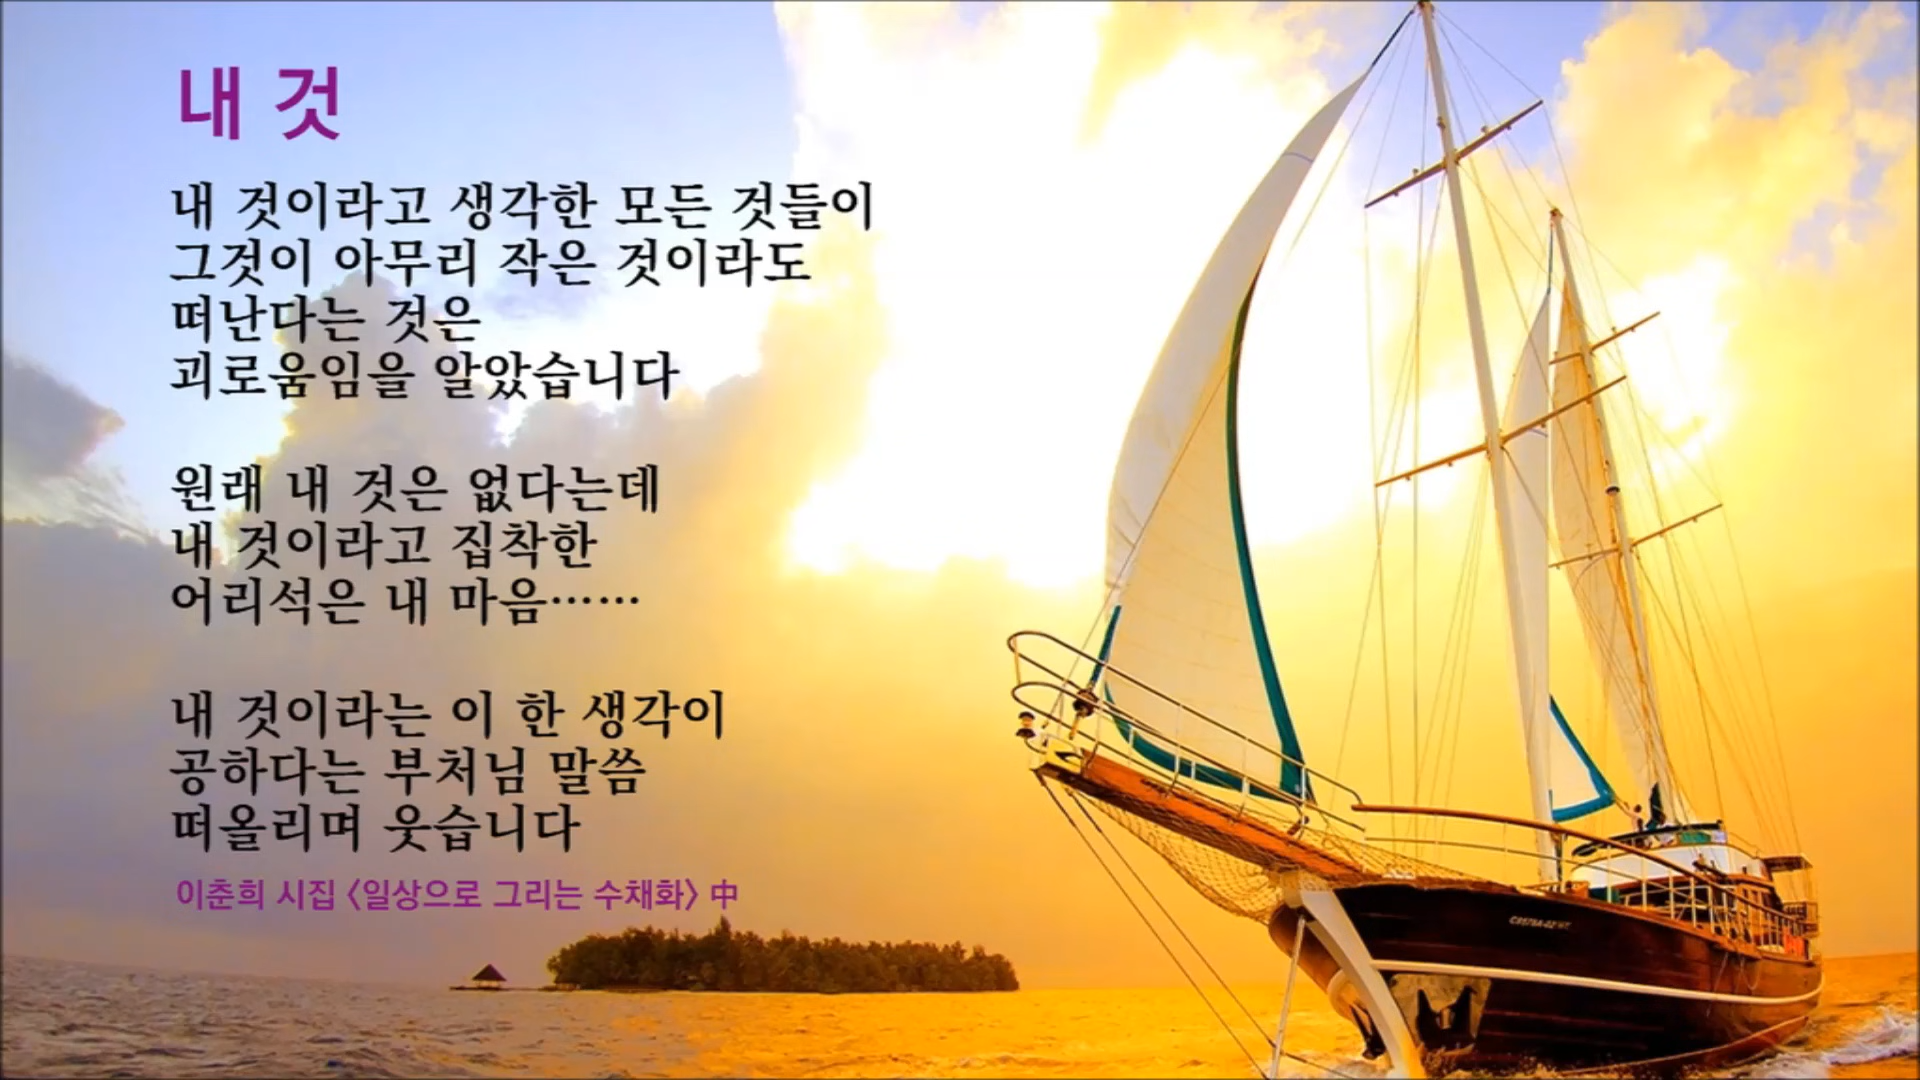 내 것
내 것이라고 생각한 모든 것들이
그것이 아무리 작은 것이라도
떠난다는 것은
괴로움임을 알았습니다
원래 내 것은 없다는데
내 것이라고 집착한
어리석은 내 마음……
내 것이라는 이 한 생각이
공하다는 부처님 말씀
떠올리며 웃습니다
이춘희 시집 〈일상으로 그리는 수채화〉 中